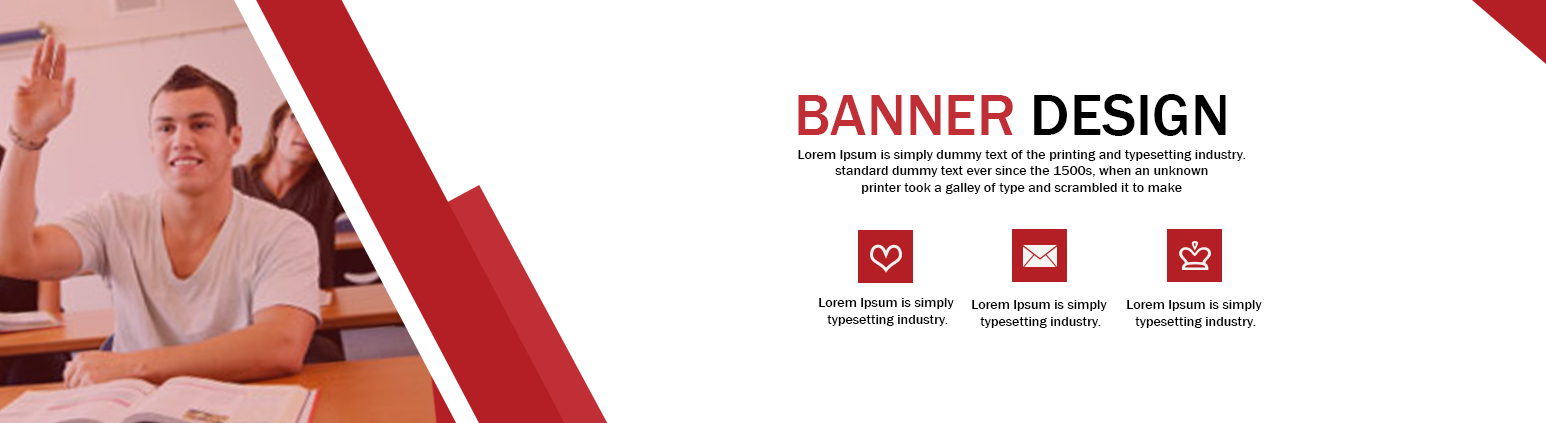 BANNER DESIGN
Lorem Ipsum is simply dummy text of the printing and typesetting industry.
standard dummy text ever since the 1500s, when an unknown
printer took a galley of type and scrambled it to make
Lorem Ipsum is simply
typesetting industry.
Lorem Ipsum is simply
typesetting industry.
Lorem Ipsum is simply
typesetting industry.